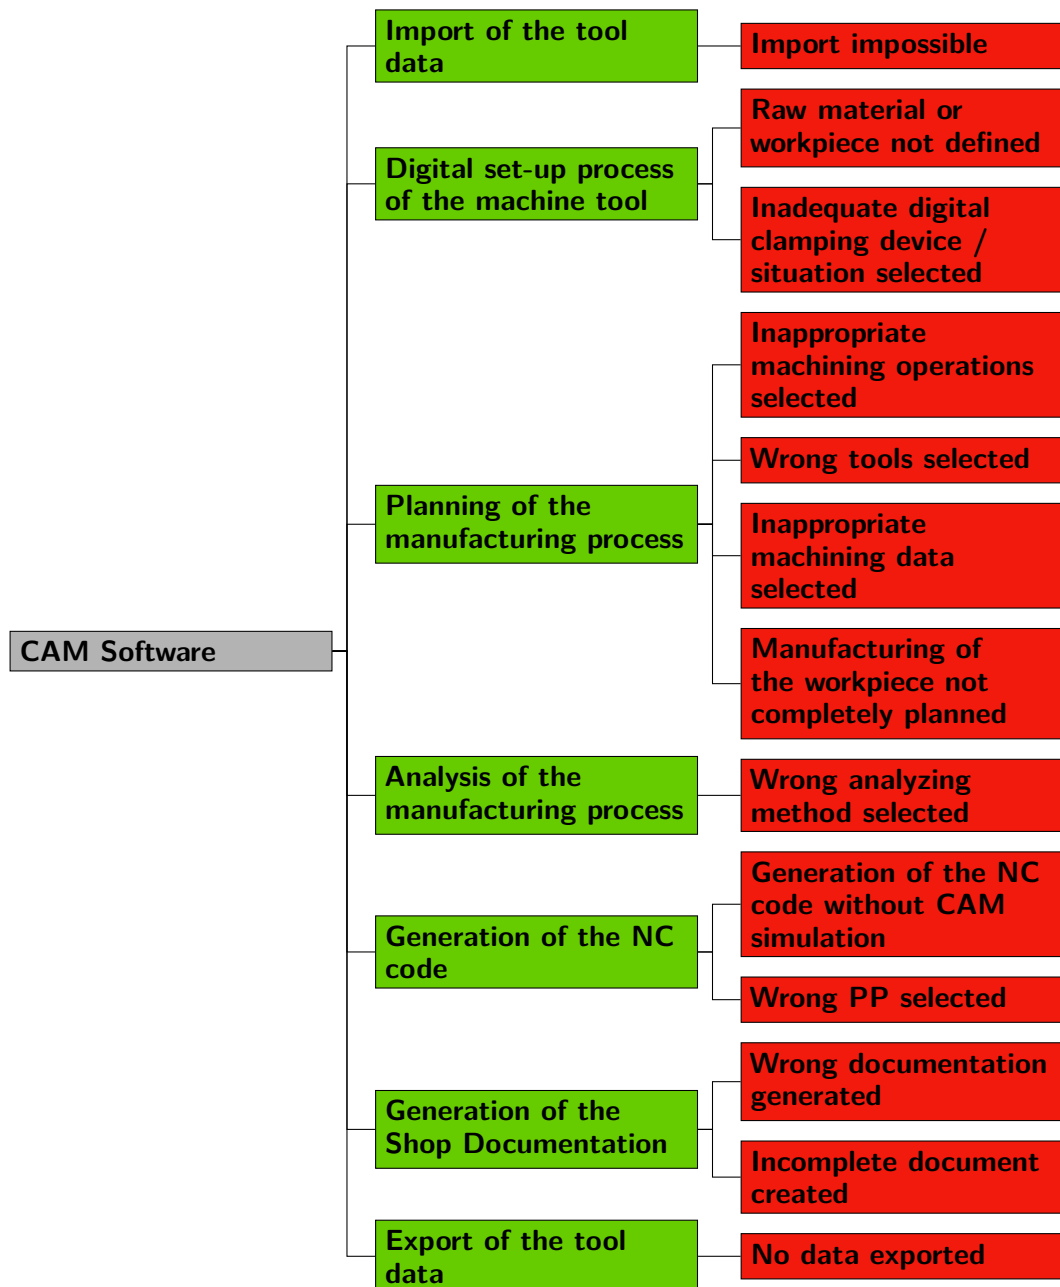 Import of the tool
data
Import impossible
Digital set-up process
of the machine tool
Raw material or
workpiece not defined
Inadequate digital
clamping device /
situation selected
Planning of the
manufacturing process
Inappropriate
machining operations
selected
Wrong tools selected
Inappropriate
machining data
selected
Manufacturing of
the workpiece not
completely planned
CAM Software
Analysis of the
manufacturing process
Wrong analyzing
method selected
Generation of the NC
code
Generation of the NC
code without CAM
simulation
Wrong PP selected
Generation of the
Shop Documentation
Wrong documentation
generated
Incomplete document
created
Export of the tool
data
No data exported